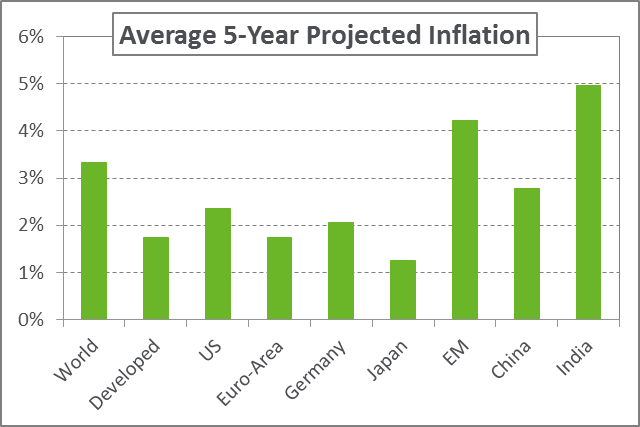 Average 5-Year Projected Inflation
6%
5%
4%
3%
2%
1%
0%
World
Developed
US
Euro-Area
Germany
Japan
EM
China
India